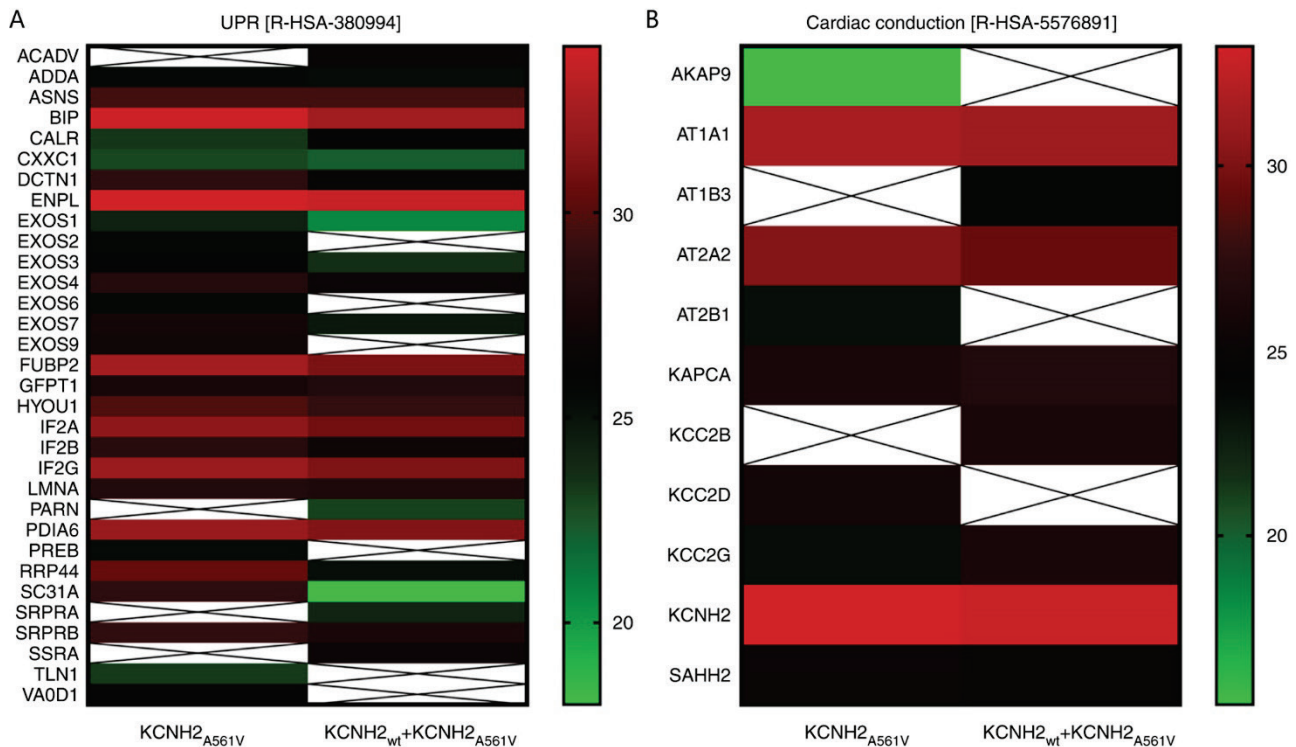 A
UPR [R-HSA-380994]
ACADV
ADDA
ASNS
BIP
CALR
CXXC1
DCTN1
ENPL
EXOS1
EXOS2
EXOS3
EXOS4
EXOS6
EXOS7
EXOS9
FUBP2
GFPT1
HYOU1
IF2A
IF2B
IF2G
LMNA
PARN
PDIA6
PREB
RRP44
SC31A
SRPRA
SRPRB
SSRA
TLN1
VA0D1
30
25
20
KCNH2A561V
KCNH2wt+KCNH2A561V
B
Cardiac conduction [R-HSA-5576891]
AKAP9
AT1A1
AT1B3
AT2A2
AT2B1
KAPCA
KCC2B
KCC2D
KCC2G
KCNH2
SAHH2
30
25
20
KCNH2A561V
KCNH2wt+KCNH2A561V